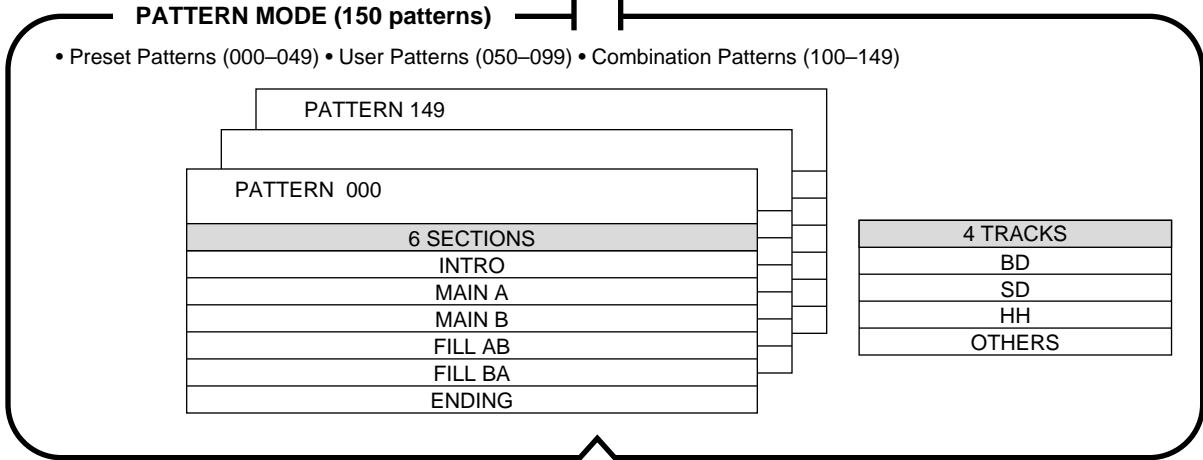 PATTERN MODE (150 patterns)
• Preset Patterns (000–049) • User Patterns (050–099) • Combination Patterns (100–149)
PATTERN 149
PATTERN 000
6 SECTIONS
INTRO
MAIN A
MAIN B
FILL AB
FILL BA
ENDING
4 TRACKS
BD
SD
HH
OTHERS